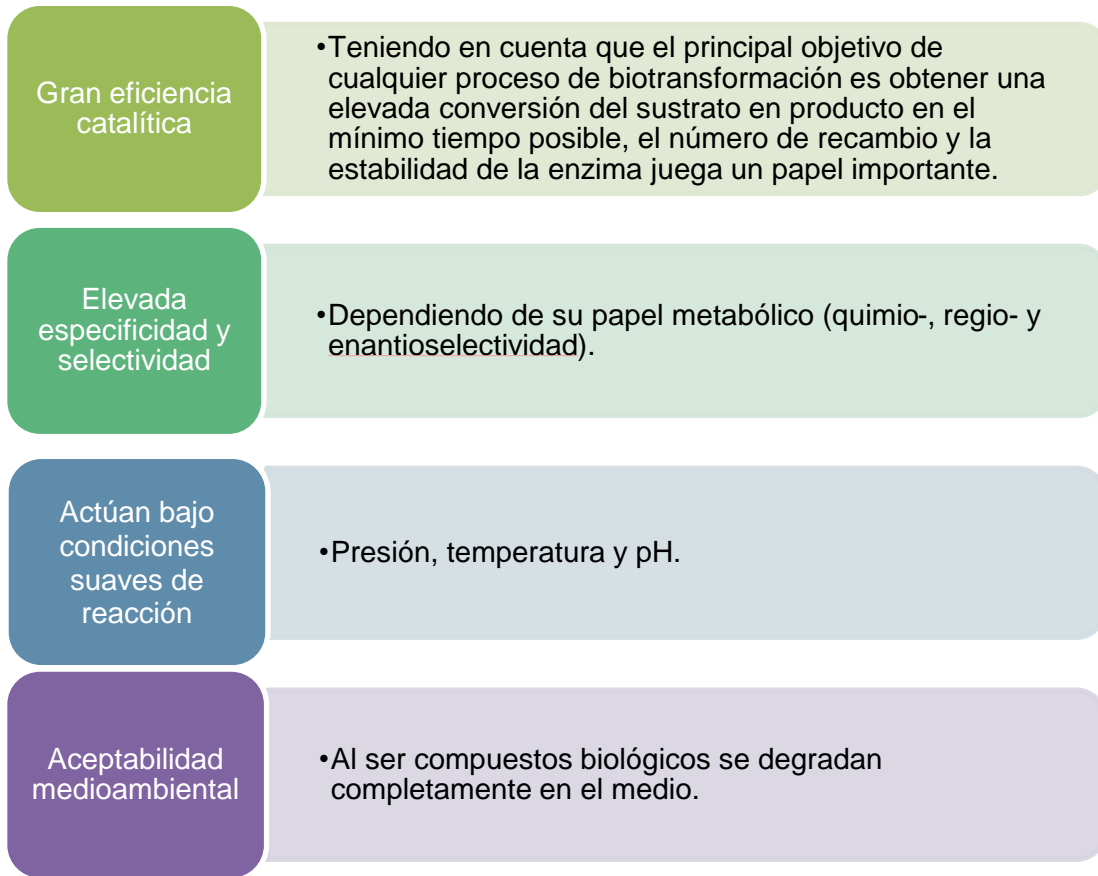 Gran eficiencia
catalítica
•Teniendo en cuenta que el principal objetivo de
cualquier proceso de biotransformación es obtener una
elevada conversión del sustrato en producto en el
mínimo tiempo posible, el número de recambio y la
estabilidad de la enzima juega un papel importante.
Elevada
especificidad y
selectividad
•Dependiendo de su papel metabólico (quimio-, regio- y
enantioselectividad).
Actúan bajo
condiciones
suaves de
reacción
•Presión, temperatura y pH.
Aceptabilidad
medioambiental
•Al ser compuestos biológicos se degradan
completamente en el medio.